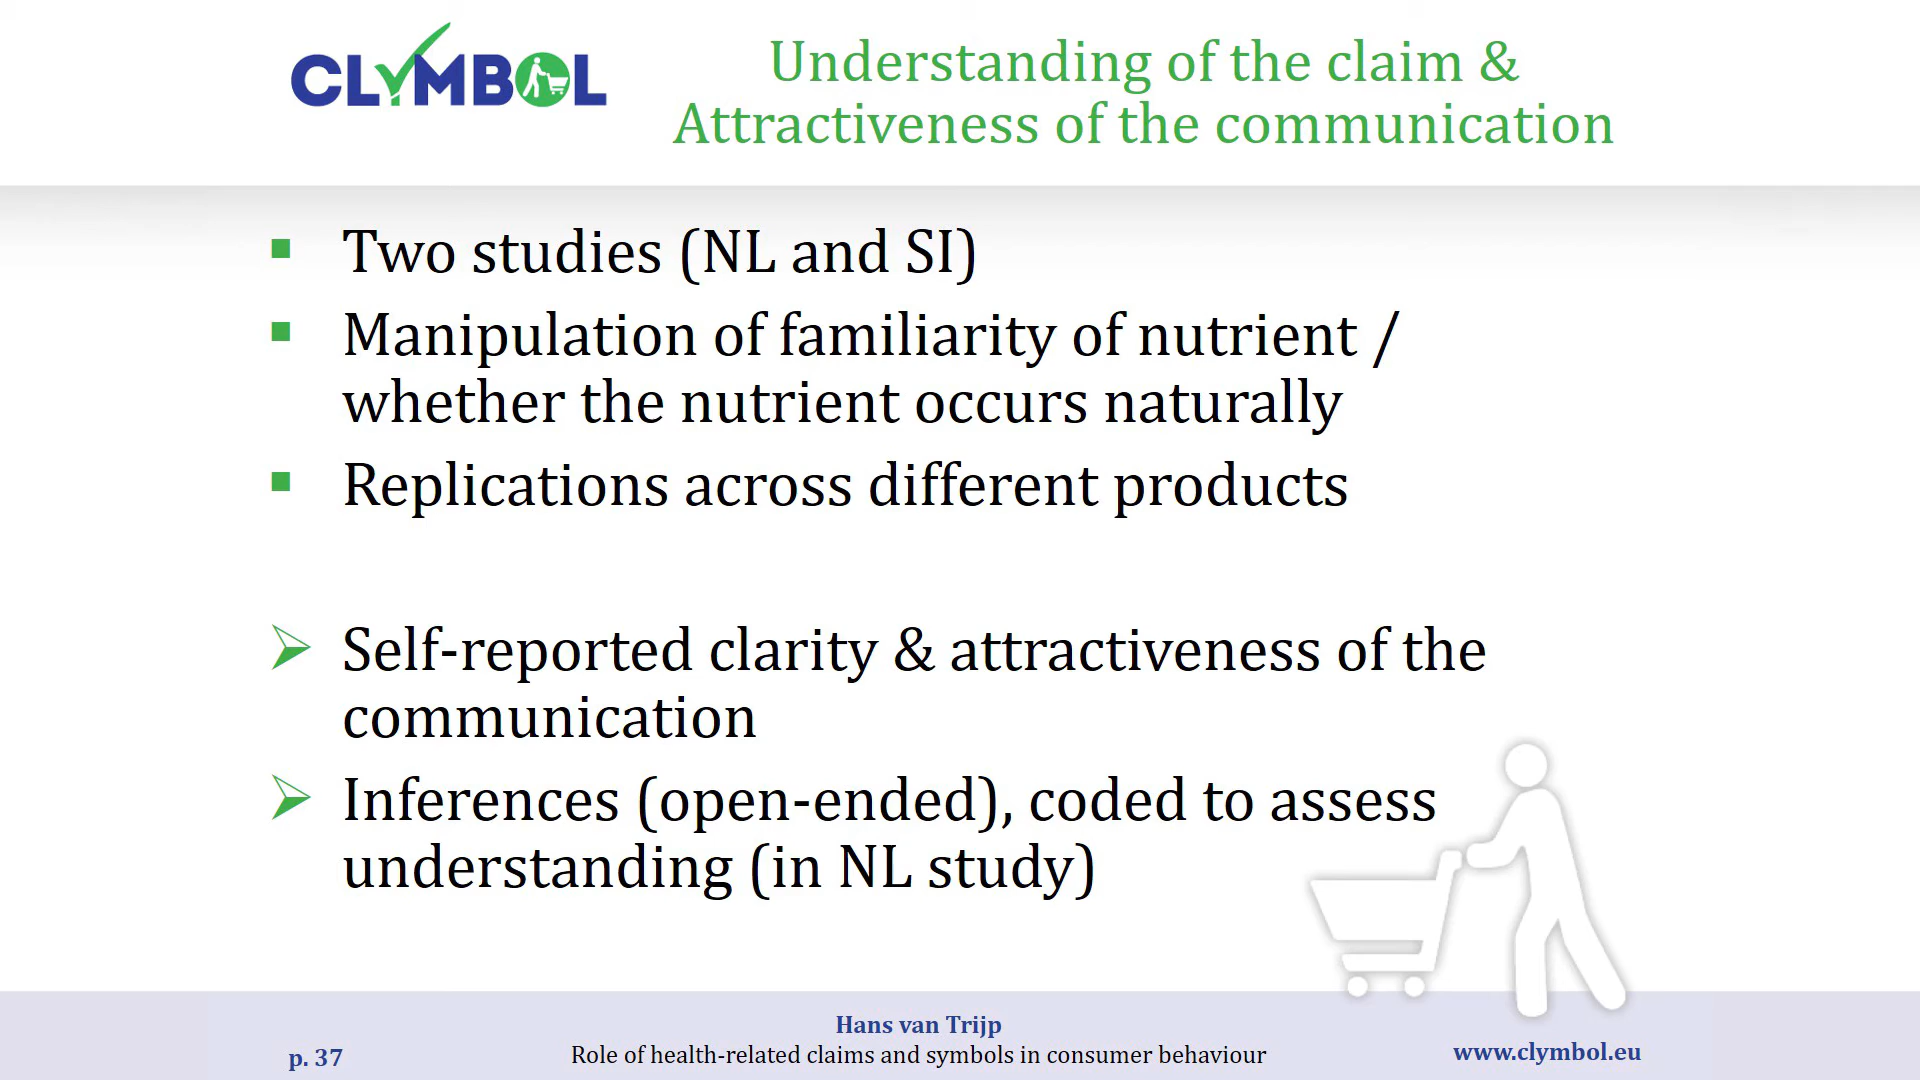 CLYMBOL
Understanding of the claim &
Attractiveness of the communication
Two studies (NL and SI)
Manipulation of familiarity of nutrient /
whether the nutrient occurs naturally
Replications across different products
Self-reported clarity & attractiveness of the
communication
Inferences (open-ended), coded to assess
understanding (in NL study)
Hans van Trijp
p. 37
Role of health-related claims and symbols in consumer behaviour
www.clymbol.eu